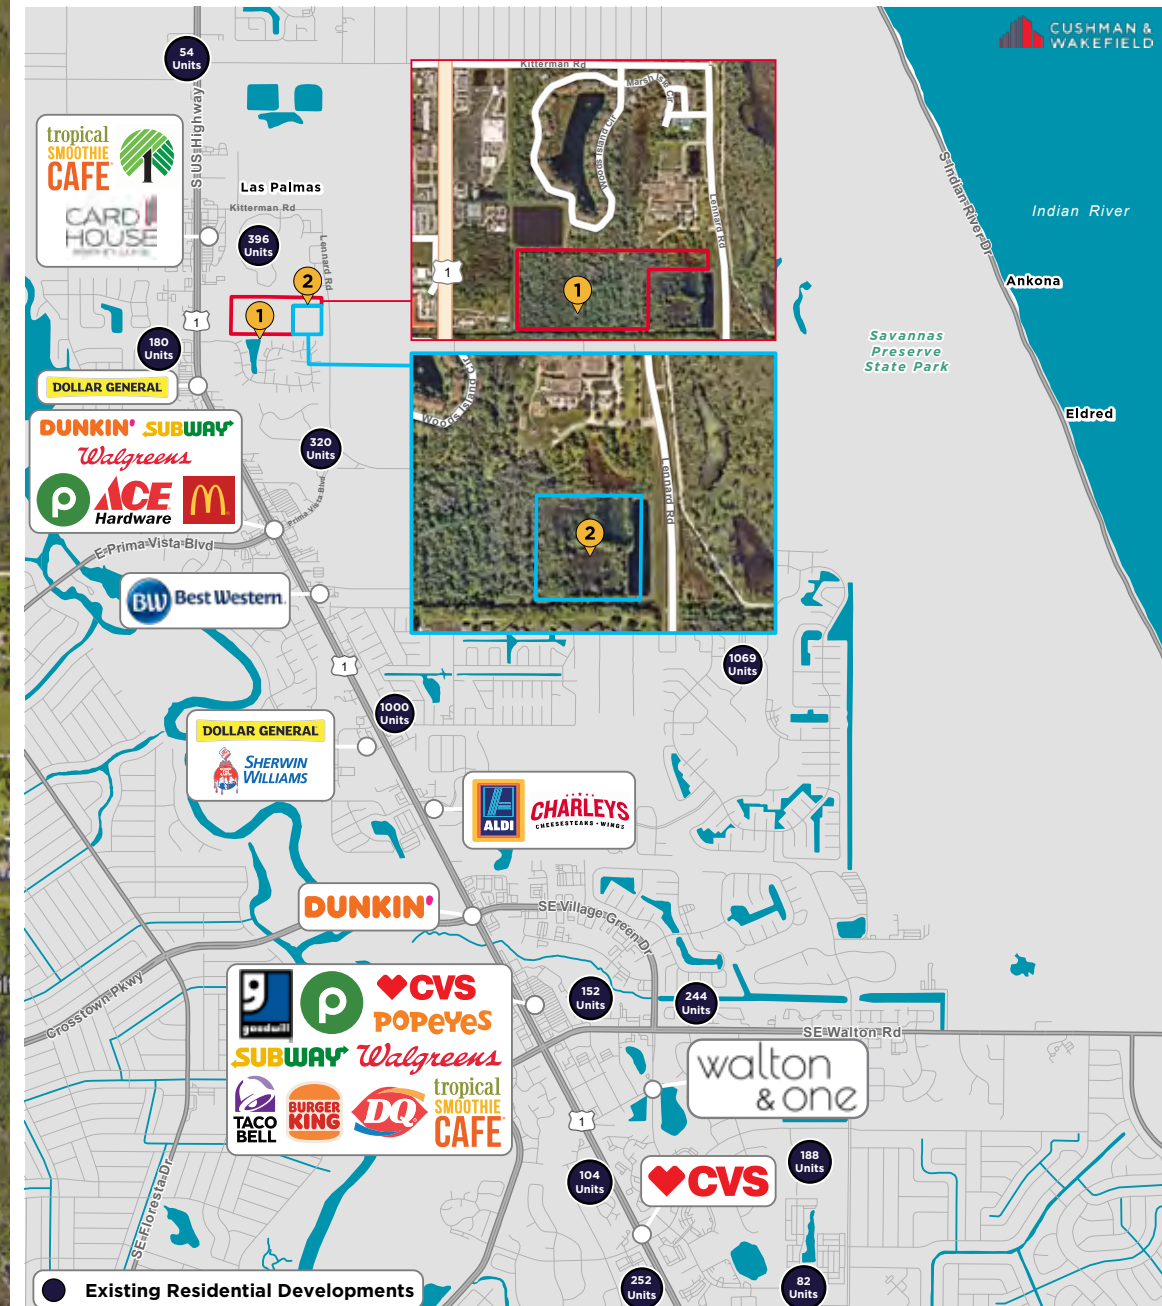 CUSHMAN &
WAKEFIELD
54
Units
S US Highway
tropical
SMOOTHIE
CAFE
1
CARD
HOUSE
Las Palmas
Kitterman Rd
396
Units
Lennard Rd
2
1
1
180
Units
DOLLAR GENERAL
DUNKIN' SUBWAY
Walgreens
P
ACE
Hardware
M
320
Units
Prima Vista Blvd
E Prima Vista Blvd
Kitterman Rd
Marsh Isle Cir
Woods Island Cir
Lennard Rd
1
1
Woods Island Cir
Lennard Rd
2
S Indian River Dr
Indian River
Ankona
Savannas
Preserve
State Park
Eldred
BW Best Western
1
1069
Units
1000
Units
DOLLAR GENERAL
SHERWIN
WILLIAMS
ALDI
CHARLEYS
CHEESESTEAKS • WINGS
DUNKIN'
SE Village Green Dr
Crosstown Pkwy
g
goodwill
P
CVS
POPEYES
SUBWAY Walgreens
TACO
BELL
BURGER
KING
DQ
tropical
SMOOTHIE
CAFE
152
Units
244
Units
SE Walton Rd
walton
& one
1
104
Units
CVS
188
Units
SE Floresta Dr
252
Units
82
Units
Existing Residential Developments